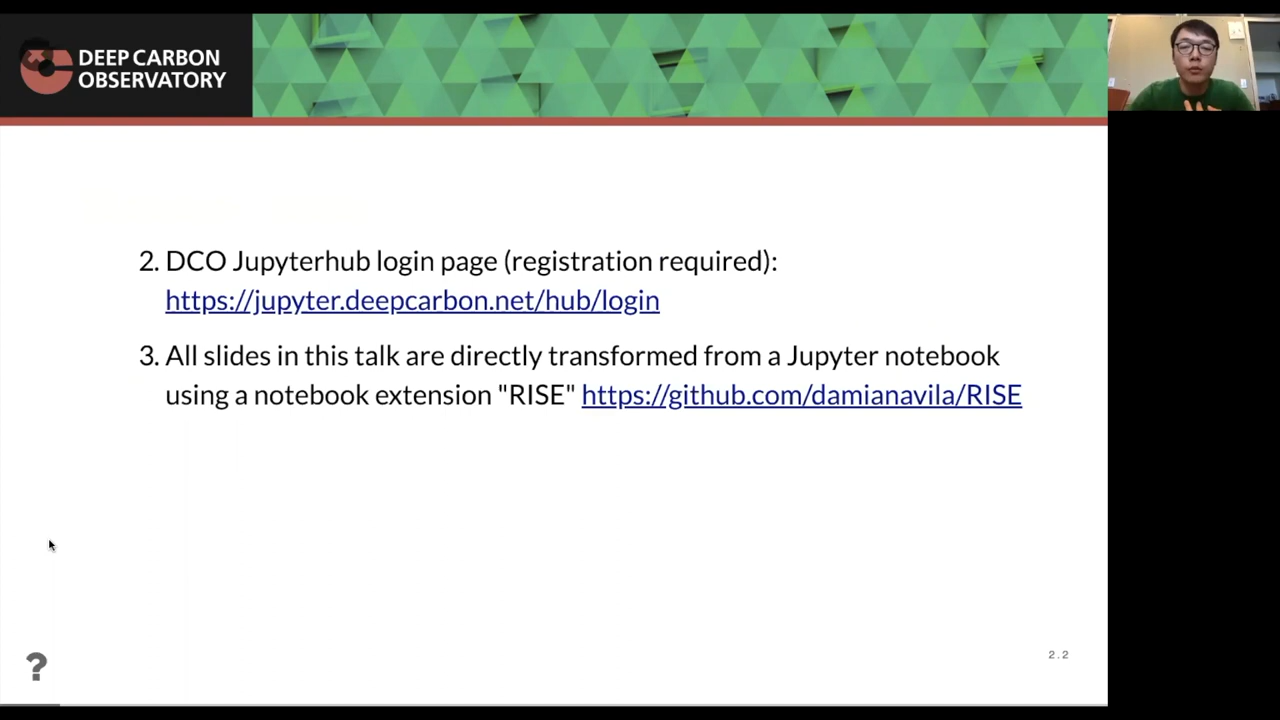 DEEP CARBON
OBSERVATORY
2. DCO Jupyterhub login page (registration required):
https://jupyter.deepcarbon.net/hub/login
3. All slides in this talk are directly transformed from a Jupyter notebook
using a notebook extension "RISE" https://github.com/damianavila/RISE
?
2.2